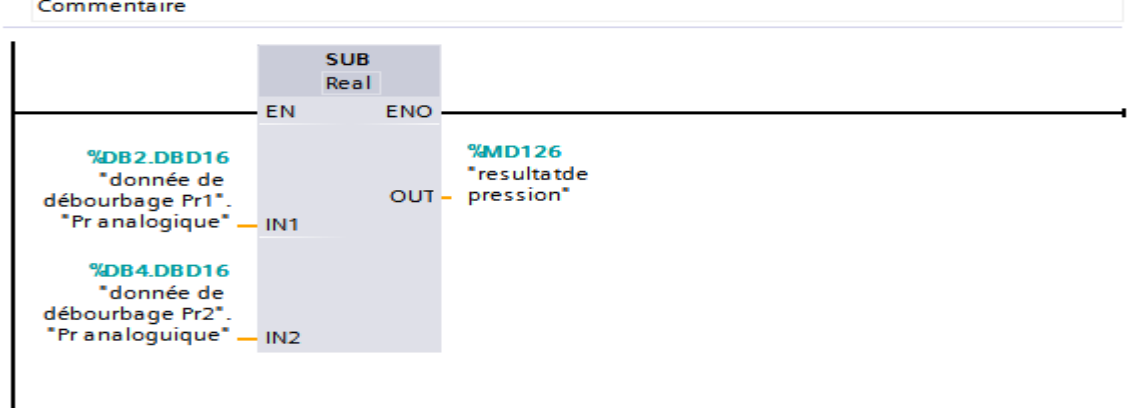 Commentaire
SUB
Real
EN ENO
%DB2.DBD16
"donnée de
débourbage Pr1".
"Pr analogique"
IN1
%MD126
"resultatde
pression"
OUT
%DB4.DBD16
"donnée de
débourbage Pr2".
"Pr analoguique"
IN2